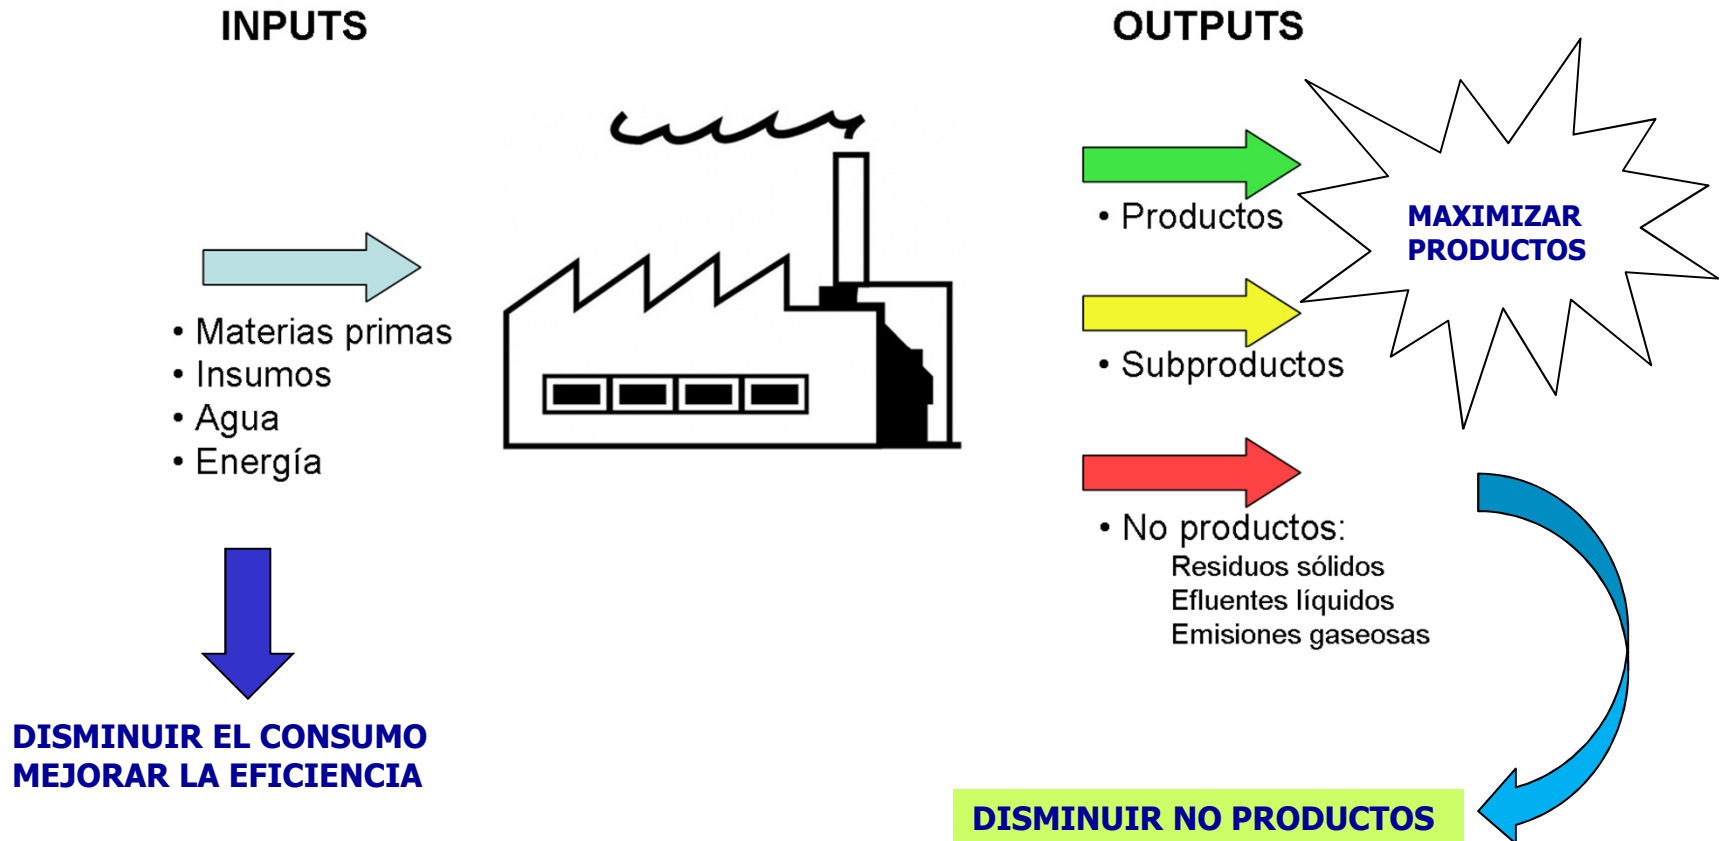 INPUTS
• Materias primas
• Insumos
• Agua
• Energía
DISMINUIR EL CONSUMO
MEJORAR LA EFICIENCIA
OUTPUTS
• Productos
MAXIMIZAR
PRODUCTOS
• Subproductos
• No productos:
Residuos sólidos
Efluentes líquidos
Emisiones gaseosas
DISMINUIR NO PRODUCTOS